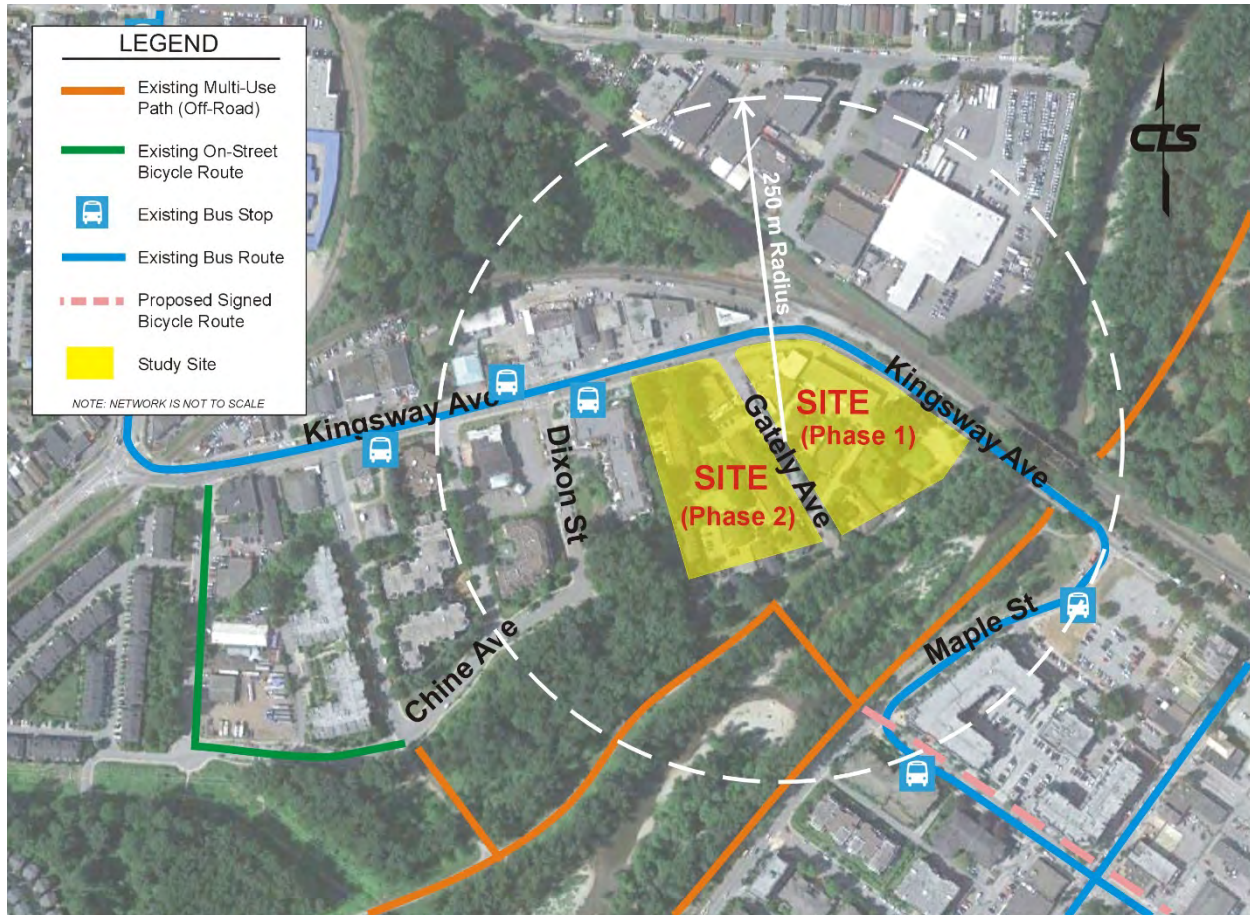 LEGEND
Existing Multi-Use
Path (Off-Road)
Existing On-Street
Bicycle Route
Existing Bus Stop
Existing Bus Route
Proposed Signed
Bicycle Route
Study Site
NOTE: NETWORK IS NOT TO SCALE
CTS
250 m Radius
Kingsway Ave
Kingsway Ave
SITE
(Phase 1)
Gately Ave
SITE
(Phase 2)
Dixon St
Chine Ave
Maple St